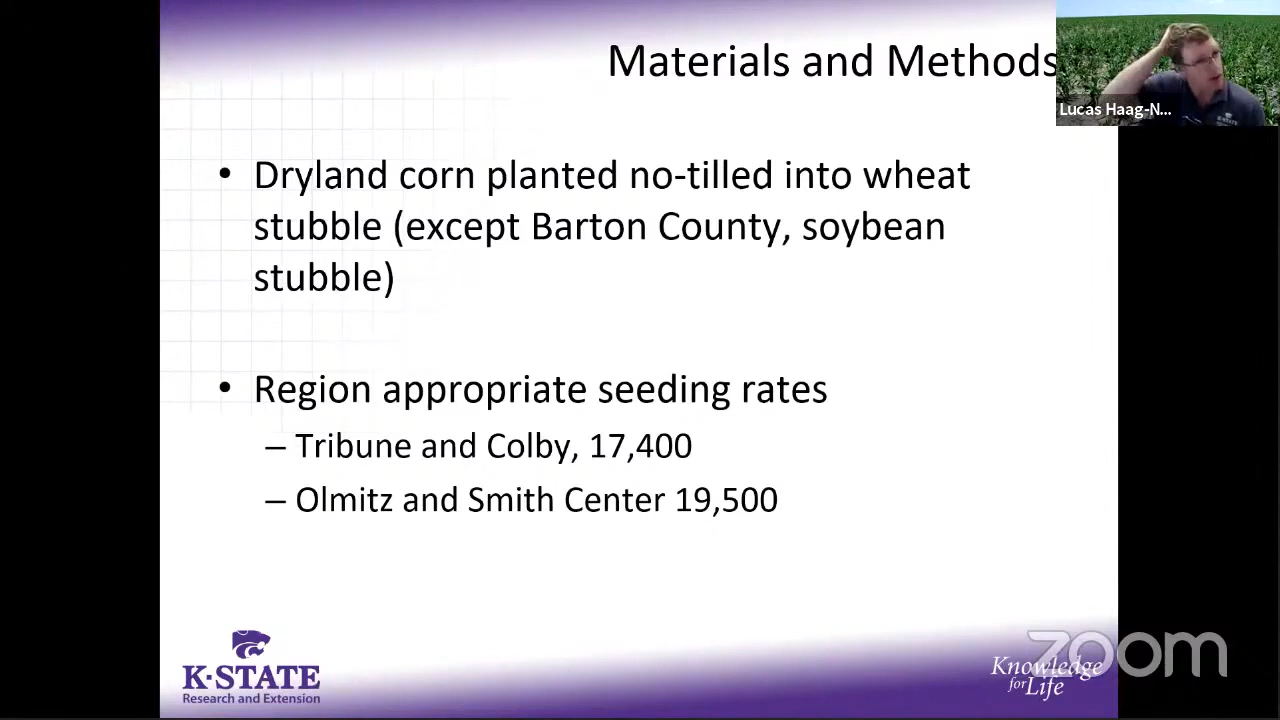 Materials and Methods
Lucas Haag-N...
• Dryland corn planted no-tilled into wheat
stubble (except Barton County, soybean
stubble)
• Region appropriate seeding rates
– Tribune and Colby, 17,400
– Olmitz and Smith Center 19,500
K-STATE
Research and Extension
Knowledge
for Life
zoom